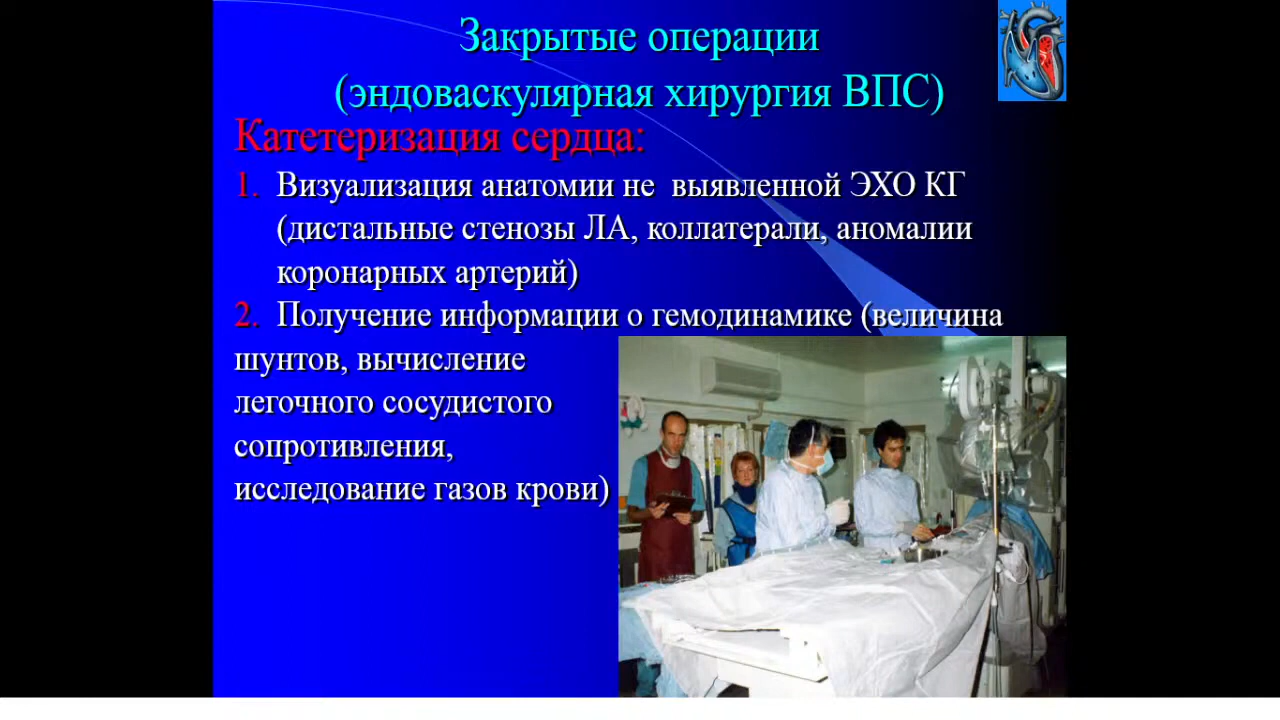 Закрытые операции
(эндоваскулярная хирургия ВПС)
Катетеризация сердца:
1. Визуализация анатомии не выявленной ЭХО КГ
(дистальные стенозы ЛА, коллатерали, аномалии
коронарных артерий)
2. Получение информации о гемодинамике (величина
шунтов, вычисление
легочного сосудистого
сопротивления,
исследование газов крови)